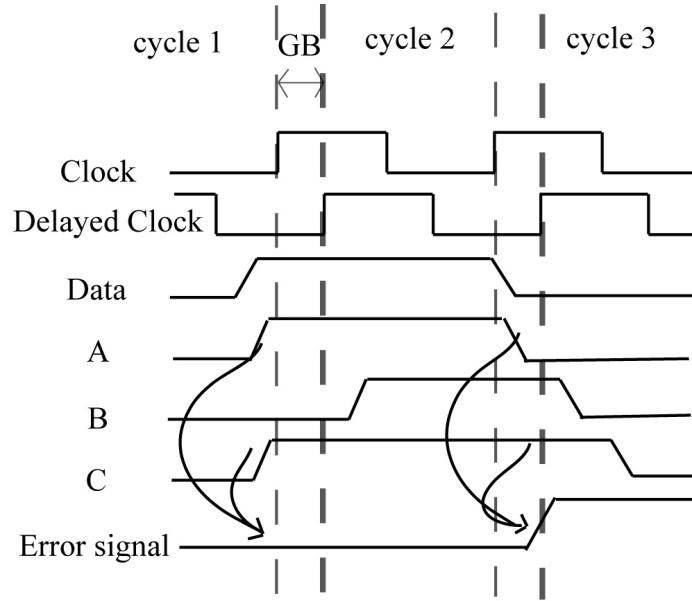 cycle 1 GB cycle 2 cycle 3
Clock
Delayed Clock
Data
A
B
C
Error signal